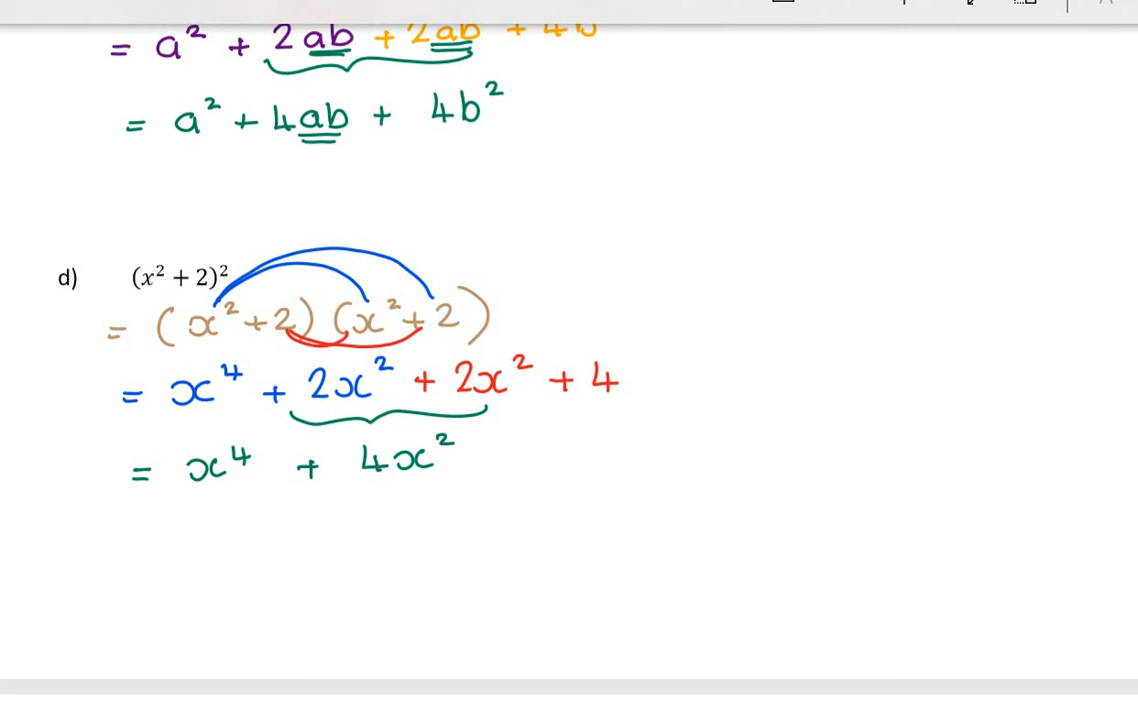 = a² + 2ab + 2ab + 4b
= a² + 4ab + 4b²
d) (x² + 2)²
= (x² + 2) (x² + 2)
= x⁴ + 2x² + 2x² + 4
= x⁴ + 4x²